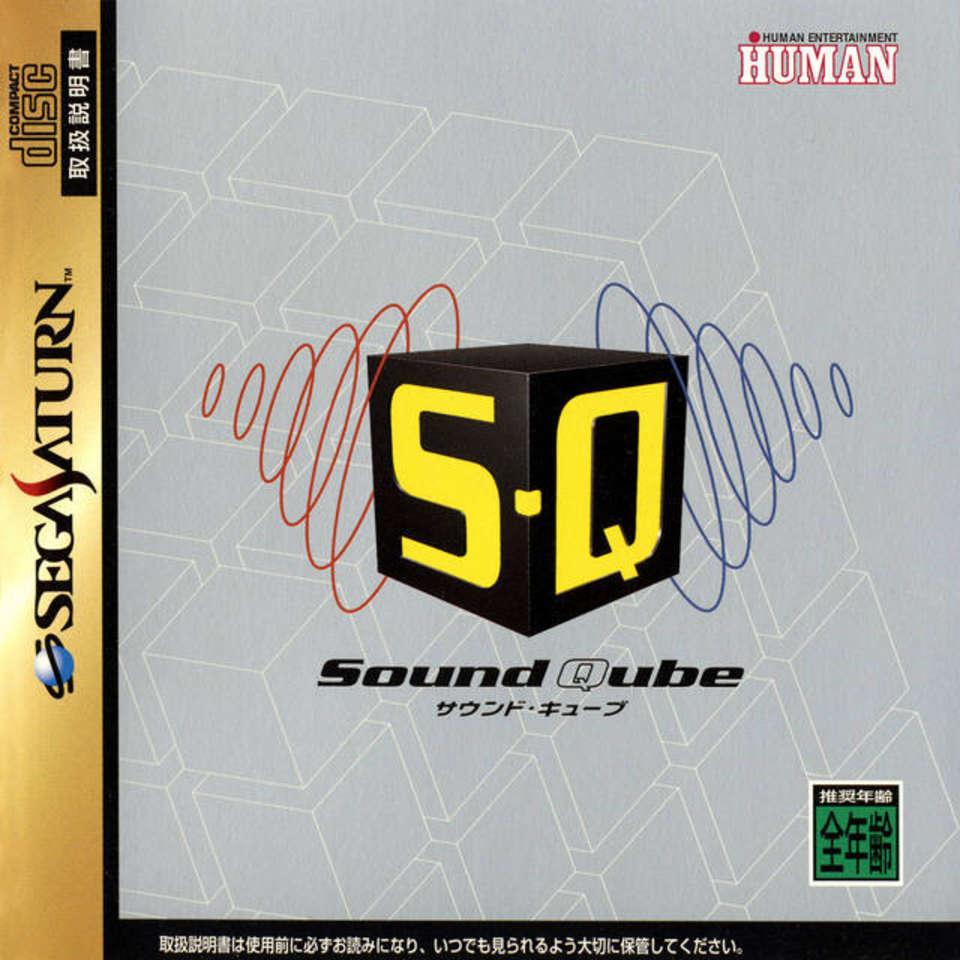 COMPACT
disc
取扱説明書
SEGA SATURN™
HUMAN ENTERTAINMENT
HUMAN
S-Q
Sound Qube
サウンド・キューブ
推奨年齢
全年齢
取扱説明書は使用前に必ずお読みになり、いつでも見られるよう大切に保管してください。